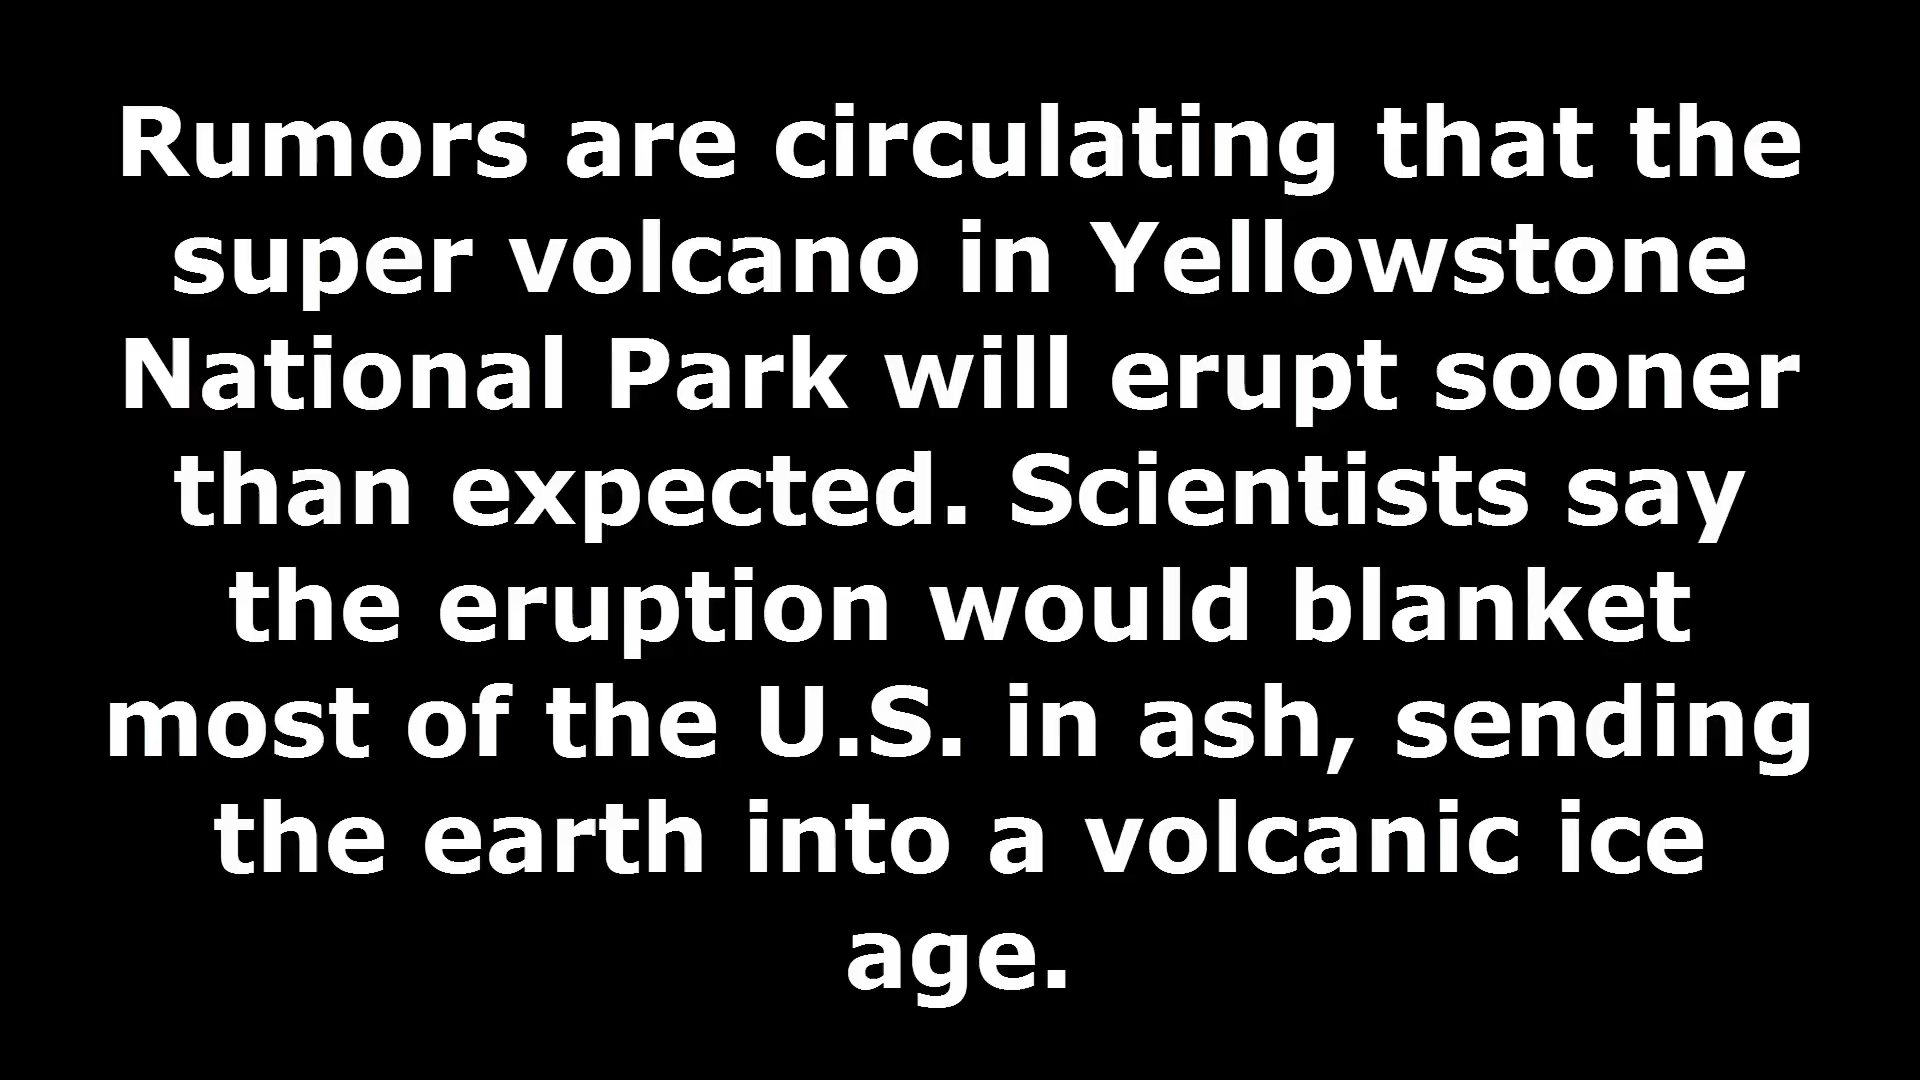 Rumors are circulating that the
super volcano in Yellowstone
National Park will erupt sooner
than expected. Scientists say
the eruption would blanket
most of the U.S. in ash, sending
the earth into a volcanic ice
age.